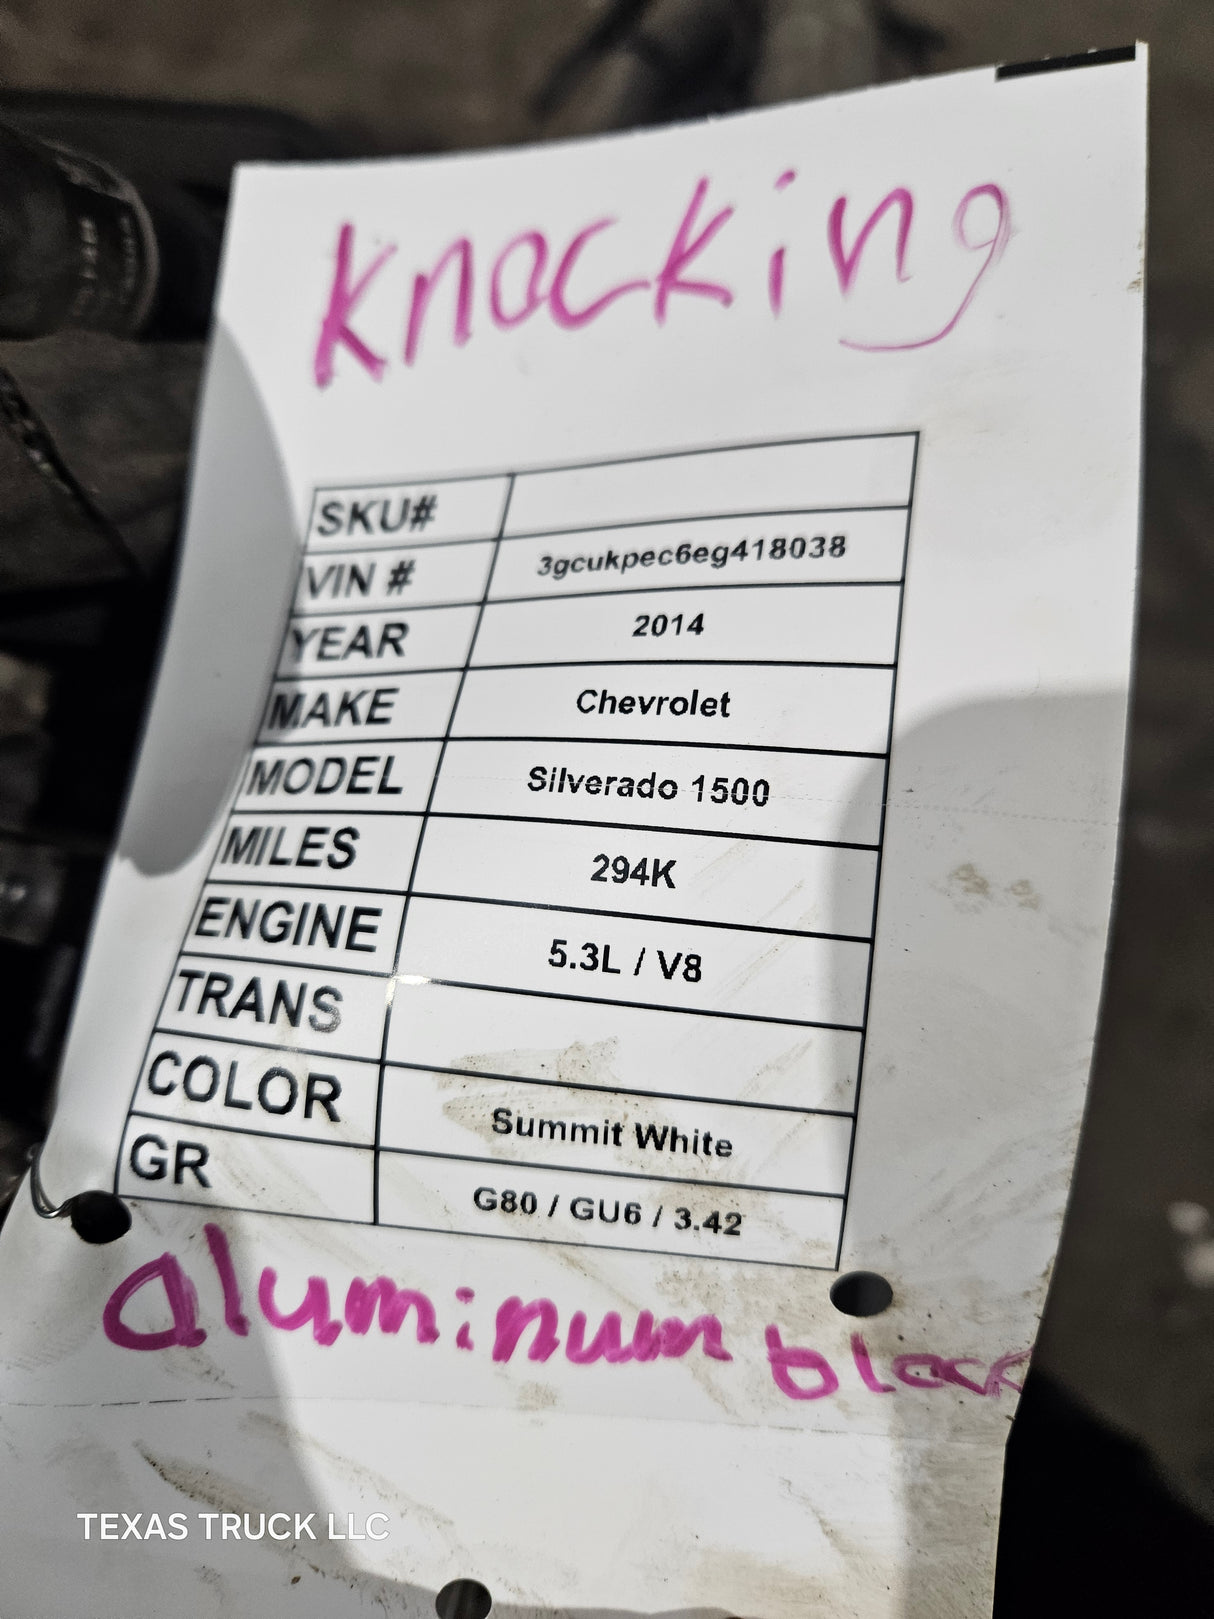 Knocking
SKU#
VIN # 3gcukpec6eg418038
YEAR 2014
MAKE Chevrolet
MODEL Silverado 1500
MILES 294K
ENGINE 5.3L / V8
TRANS
COLOR Summit White
GR G80 / GU6 / 3.42
aluminum block
TEXAS TRUCK LLC